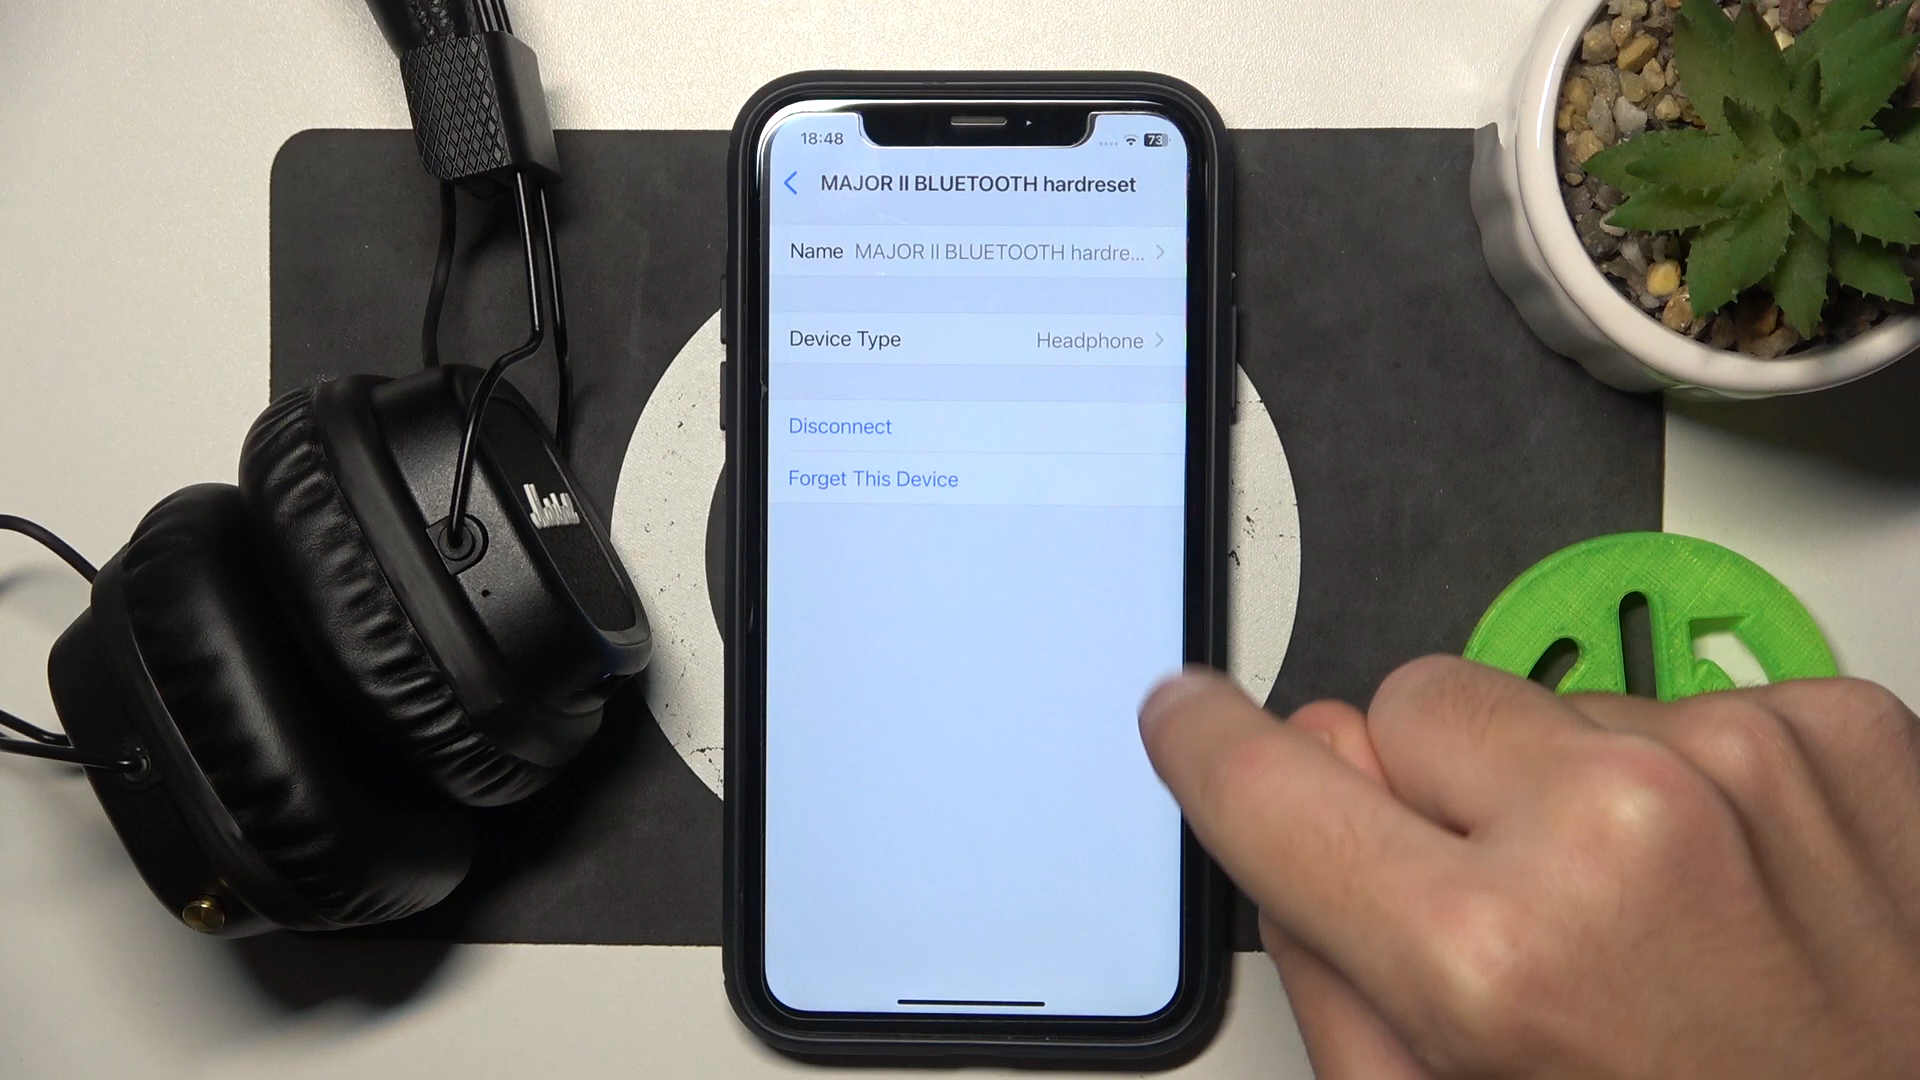 18:48
73
MAJOR II BLUETOOTH hardreset
Name MAJOR II BLUETOOTH hardre...
Device Type Headphone
Disconnect
Forget This Device